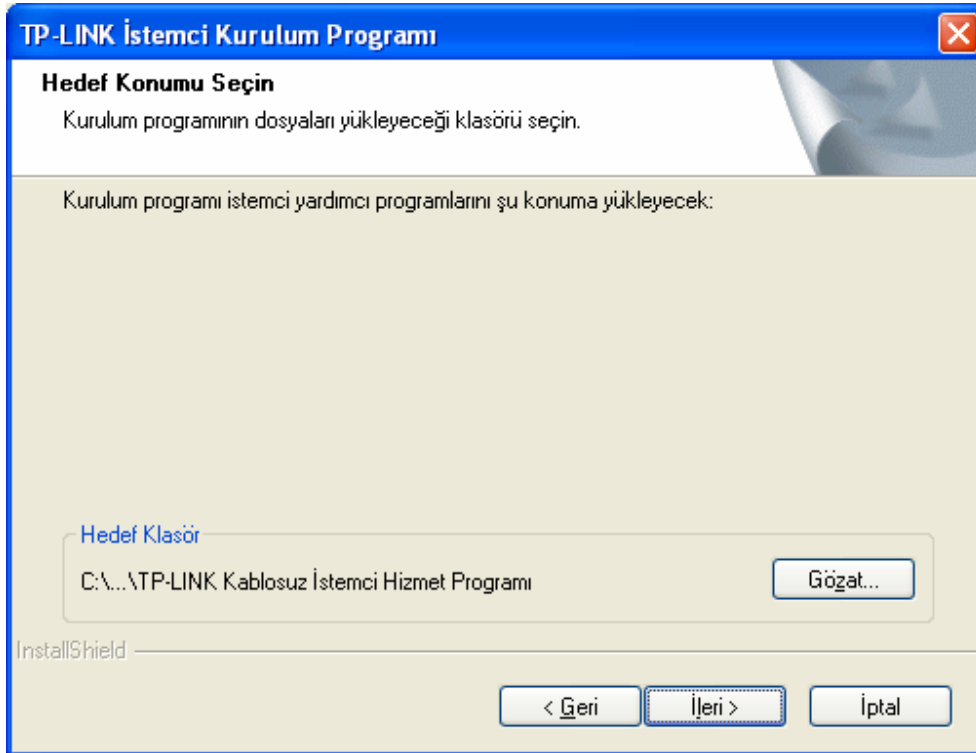 TP-LINK İstemci Kurulum Programı
Hedef Konumu Seçin
Kurulum programının dosyaları yükleyeceği klasörü seçin.
Kurulum programı istemci yardımcı programlarını şu konuma yükleyecek:
Hedef Klasör
C:\...\TP-LINK Kablosuz İstemci Hizmet Programı
Gözat...
InstallShield
< Geri
İleri >
İptal